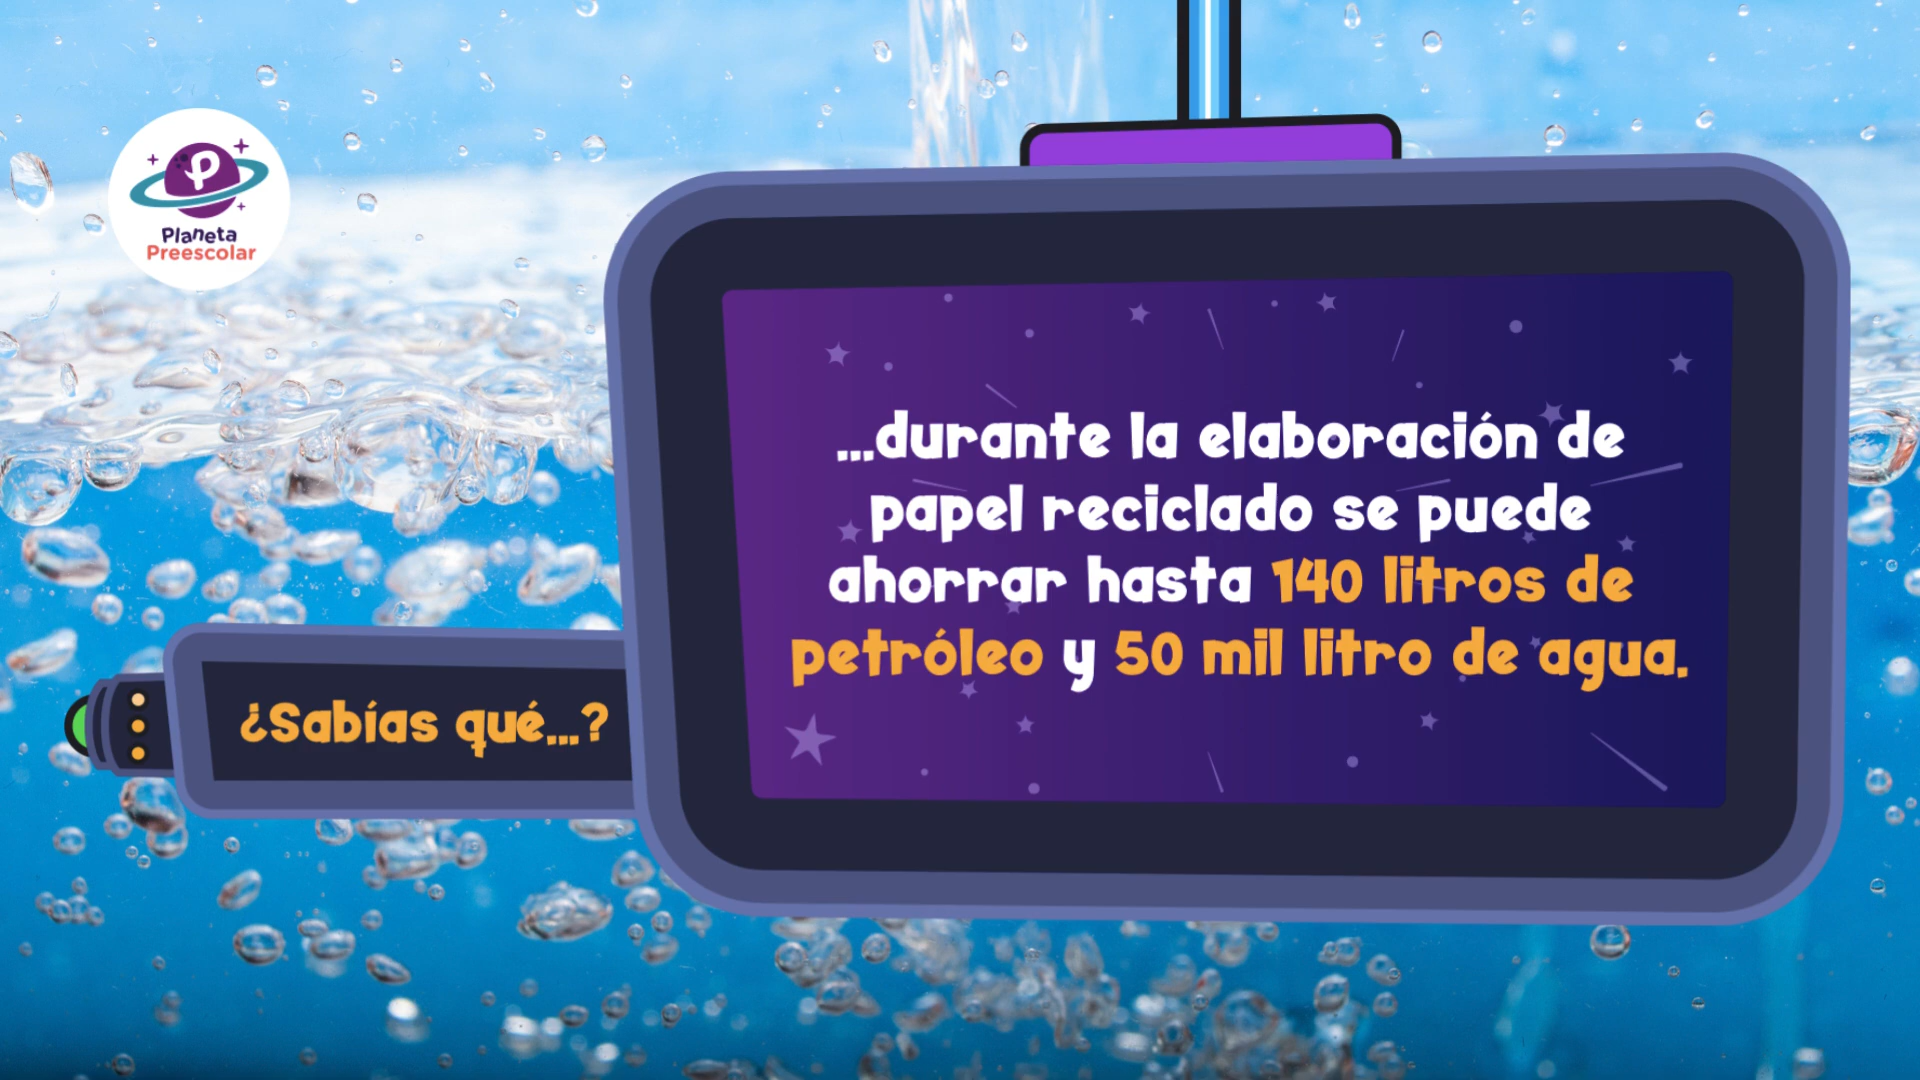 Planeta
Preescolar
¿Sabías qué...?
...durante la elaboración de
papel reciclado se puede
ahorrar hasta 140 litros de
petróleo y 50 mil litro de agua.